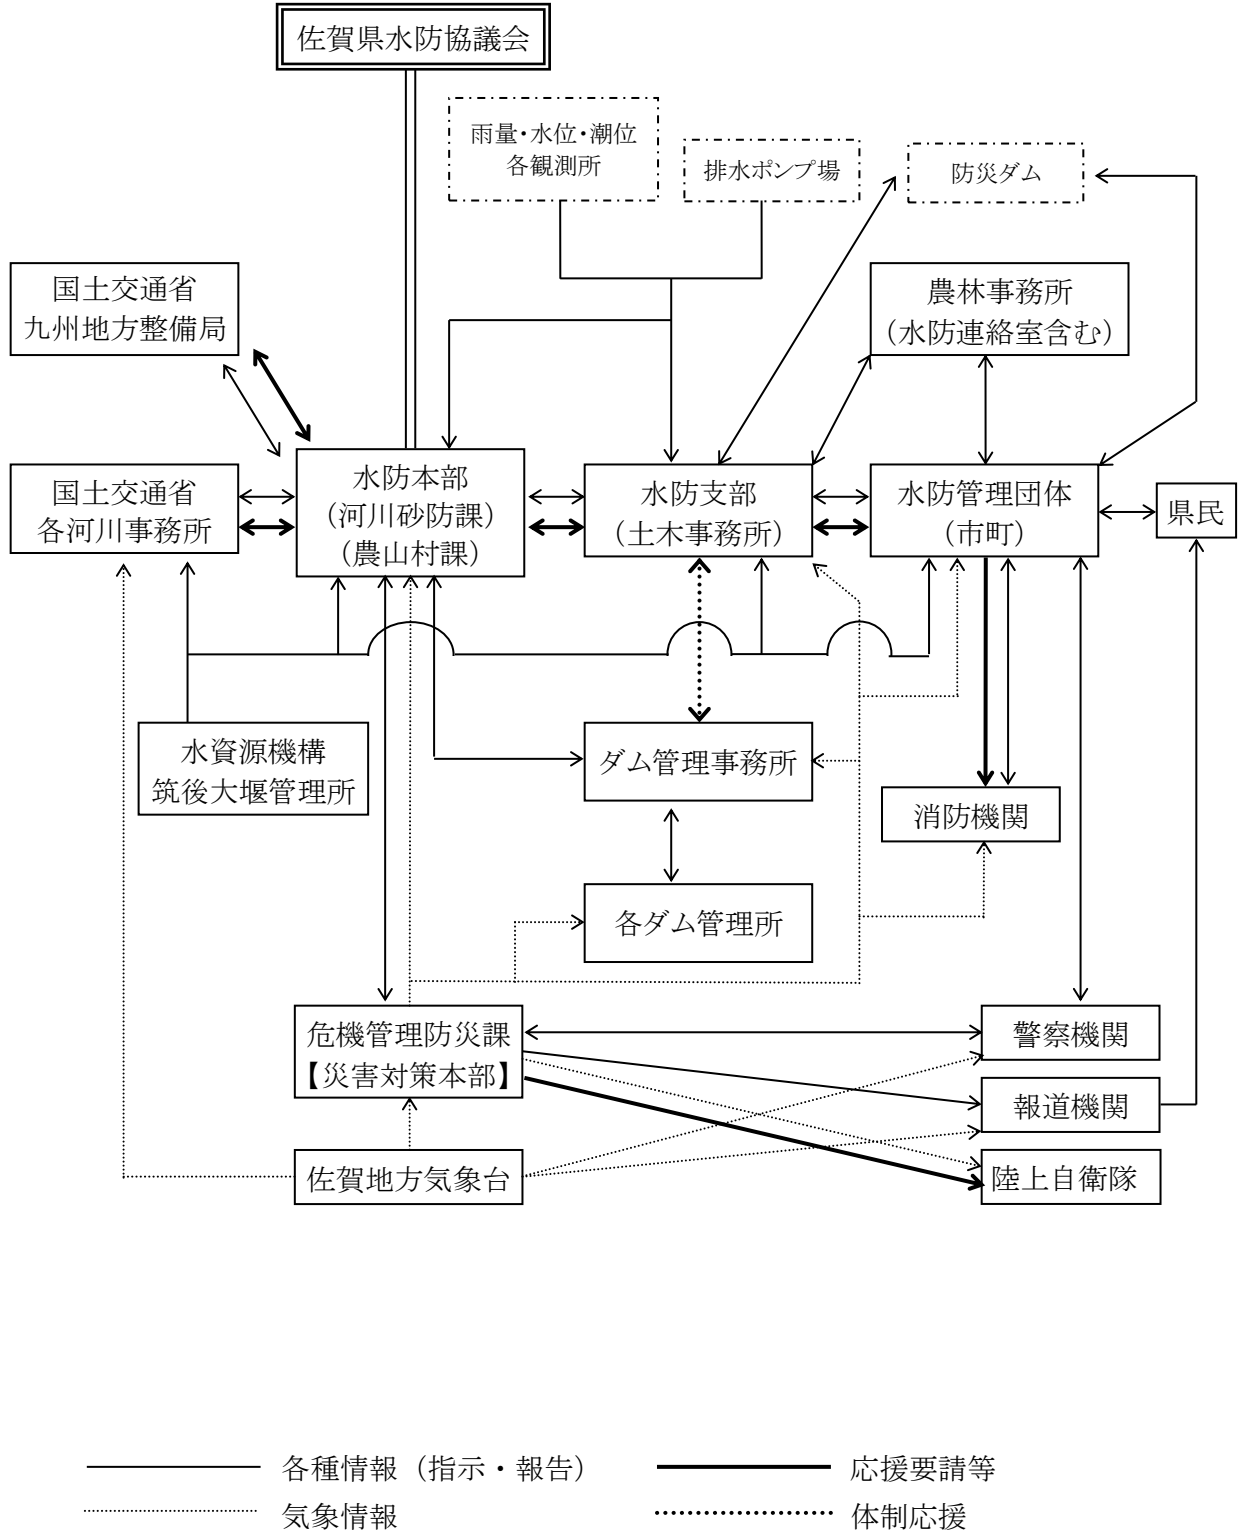 佐賀県水防協議会
雨量・水位・潮位
各観測所
排水ポンプ場
防災ダム
国土交通省
九州地方整備局
農林事務所
（水防連絡室含む）
国土交通省
各河川事務所
水防本部
（河川砂防課）
（農山村課）
水防支部
（土木事務所）
水防管理団体
（市町）
県民
水資源機構
筑後大堰管理所
ダム管理事務所
消防機関
各ダム管理所
危機管理防災課
【災害対策本部】
警察機関
報道機関
佐賀地方気象台
陸上自衛隊
各種情報（指示・報告）
応援要請等
気象情報
体制応援